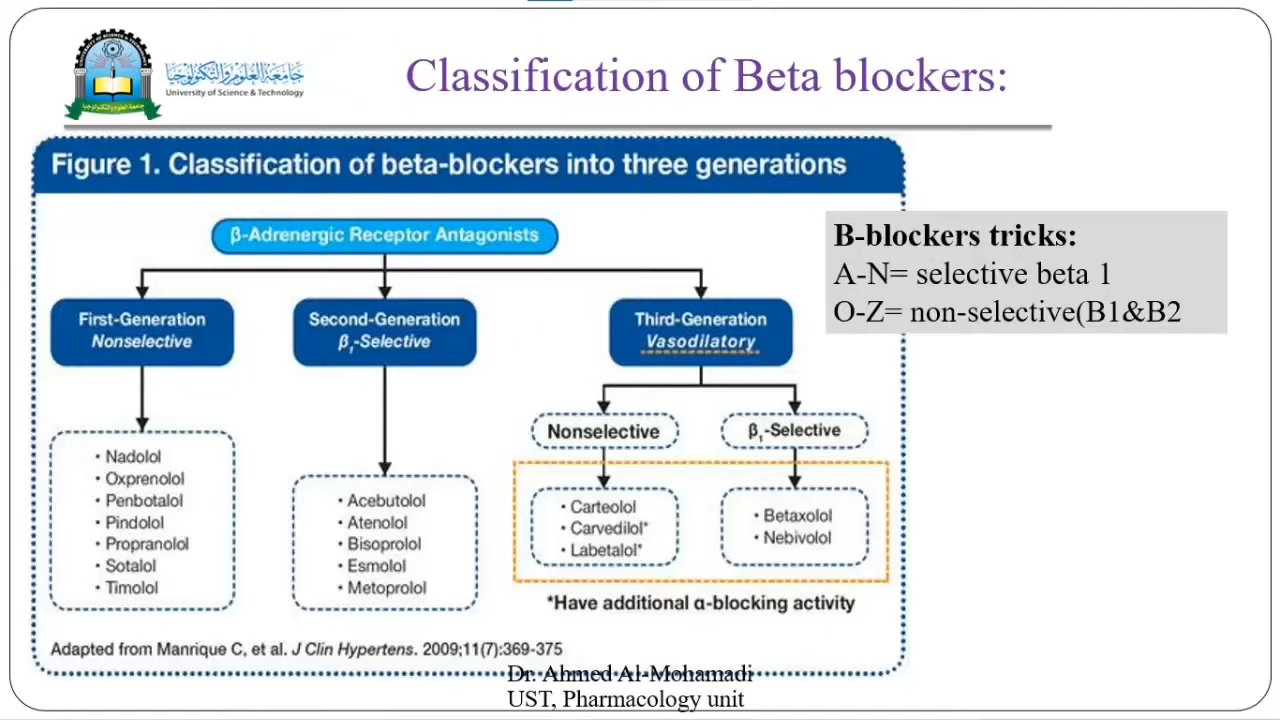 جامعة العلوم والتكنولوجيا
University of Science & Technology
Classification of Beta blockers:
Figure 1. Classification of beta-blockers into three generations
β-Adrenergic Receptor Antagonists
First-Generation
Nonselective
Second-Generation
β1-Selective
Third-Generation
Vasodilatory
Nonselective
β1-Selective
• Nadolol
• Oxprenolol
• Penbotalol
• Pindolol
• Propranolol
• Sotalol
• Timolol
• Acebutolol
• Atenolol
• Bisoprolol
• Esmolol
• Metoprolol
• Carteolol
• Carvedilol*
• Labetalol*
• Betaxolol
• Nebivolol
*Have additional α-blocking activity
Adapted from Manrique C, et al. J Clin Hypertens. 2009;11(7):369-375
B-blockers tricks:
A-N= selective beta 1
O-Z= non-selective(B1&B2
Dr. Ahmed Al-Mohamadi
UST, Pharmacology unit